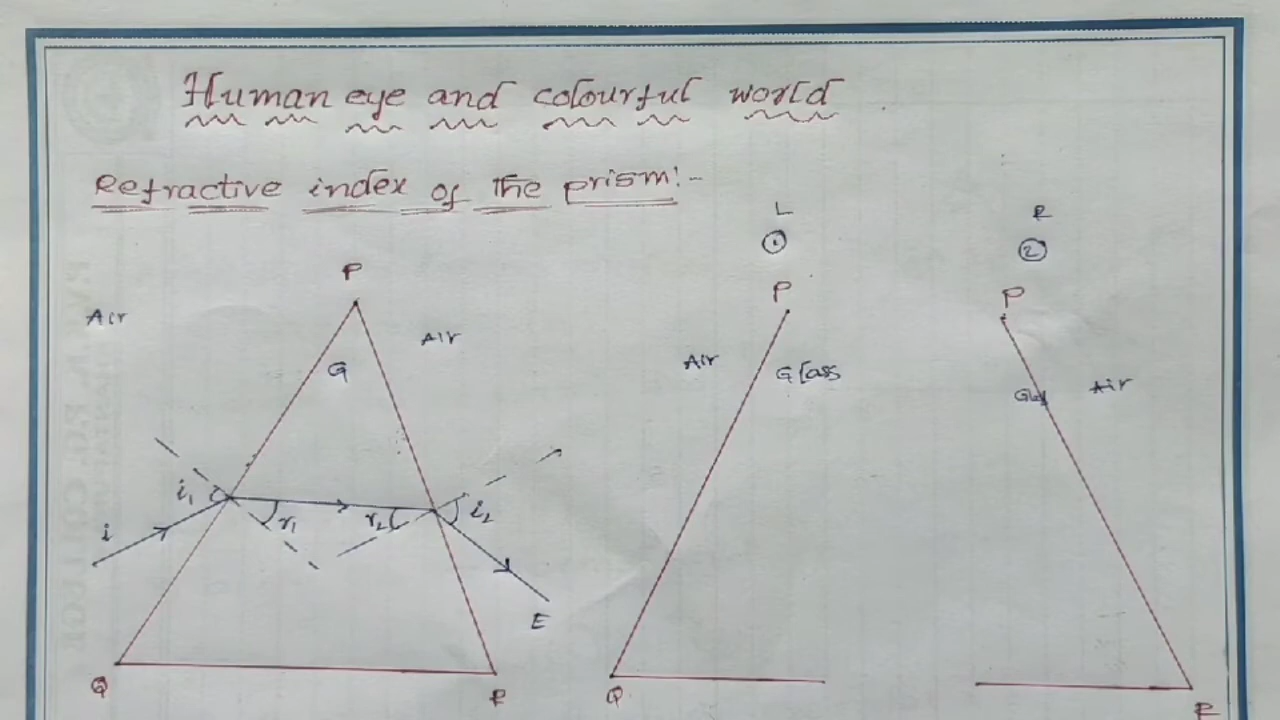 Human eye and colourful world
Refractive index of the prism:-
L
R
①
②
P
P
P
Air
Air
G
Air
Glass
Air
i₁
i
r₁
r₂
i₂
E
Q
R
Q
R